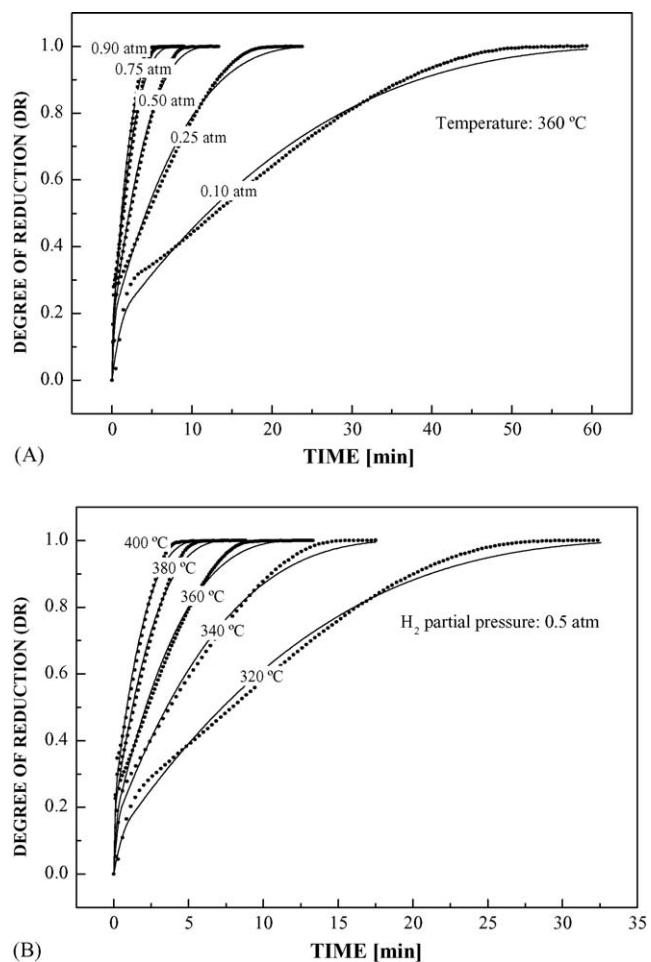 1.0
0.8
0.6
0.4
0.2
0.0
DEGREE OF REDUCTION (DR)
0.90 atm
0.75 atm
0.50 atm
0.25 atm
0.10 atm
Temperature: 360 ºC
0 10 20 30 40 50 60
TIME [min]
(A)
1.0
0.8
0.6
0.4
0.2
0.0
DEGREE OF REDUCTION (DR)
400 ºC
380 ºC
360 ºC
340 ºC
320 ºC
H2 partial pressure: 0.5 atm
0 5 10 15 20 25 30 35
TIME [min]
(B)